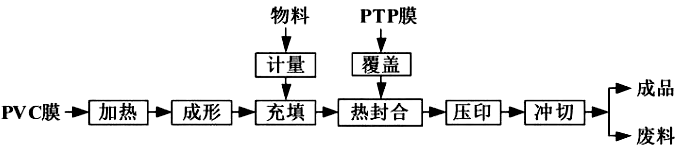 物料 PTP膜
计量 覆盖
成品
PVC膜 加热 成形 充填 热封合 压印 冲切
废料